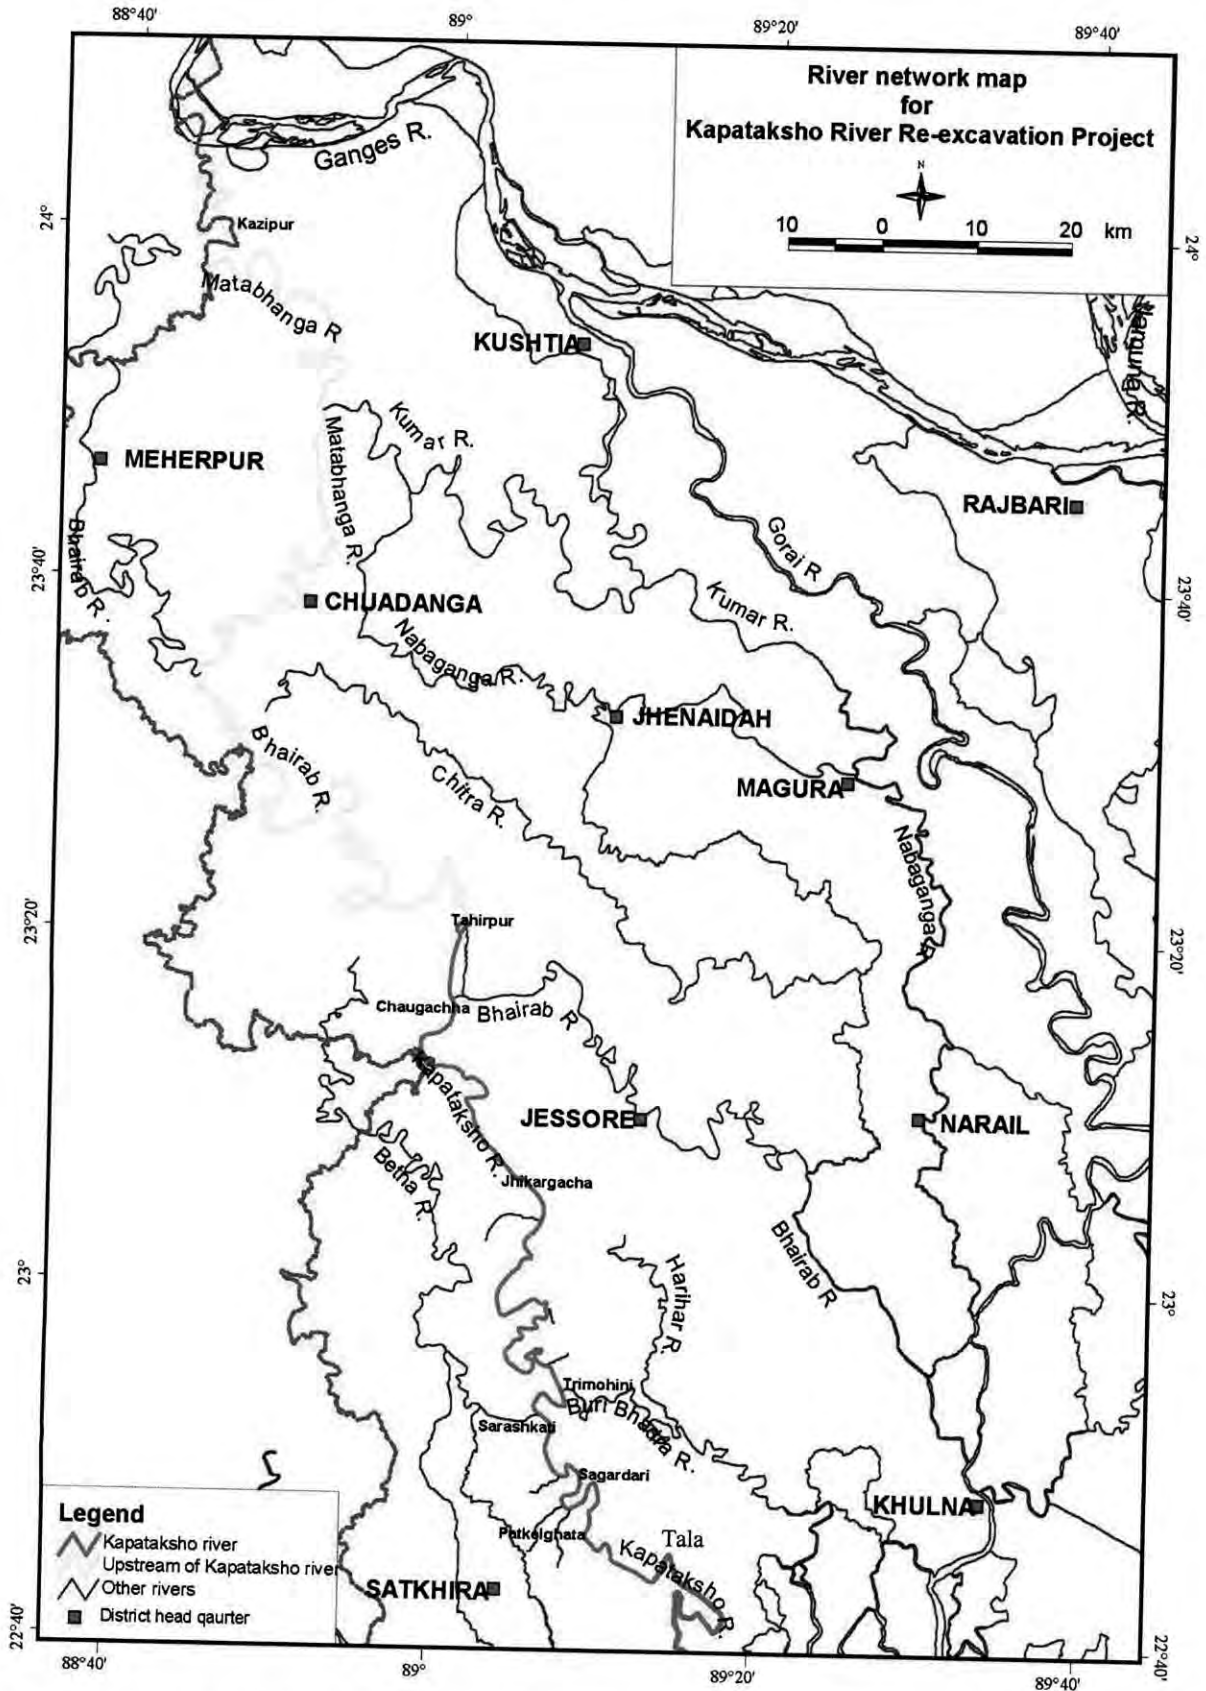 88°40'
89°
89°20'
89°40'
River network map
for
Kapataksho River Re-excavation Project
N
10 0 10 20 km
Ganges R.
24°
24°
Kazipur
Matabhanga R
KUSHTIA
Jamuna R.
Kumar R.
Matabhanga R.
MEHERPUR
RAJBARI
Bhairab R.
Gorai R
23°40'
23°40'
CHUADANGA
Kumar R.
Nabaganga R.
JHENAIDAH
Bhairab R.
Chitra R.
MAGURA
Nabaganga R
23°20'
23°20'
Tahirpur
Chaugachha
Bhairab R
Kapataksho R.
JESSORE
NARAIL
Betna R.
Jhikargacha
Bhairab R
Harihar R.
23°
23°
Trimohini
Buri Bhadra R.
Sarashkati
Sagardari
KHULNA
Patkelghata
Tala
Kapataksho R.
SATKHIRA
Legend
Kapataksho river
Upstream of Kapataksho river
Other rivers
District head qaurter
22°40'
22°40'
88°40'
89°
89°20'
89°40'